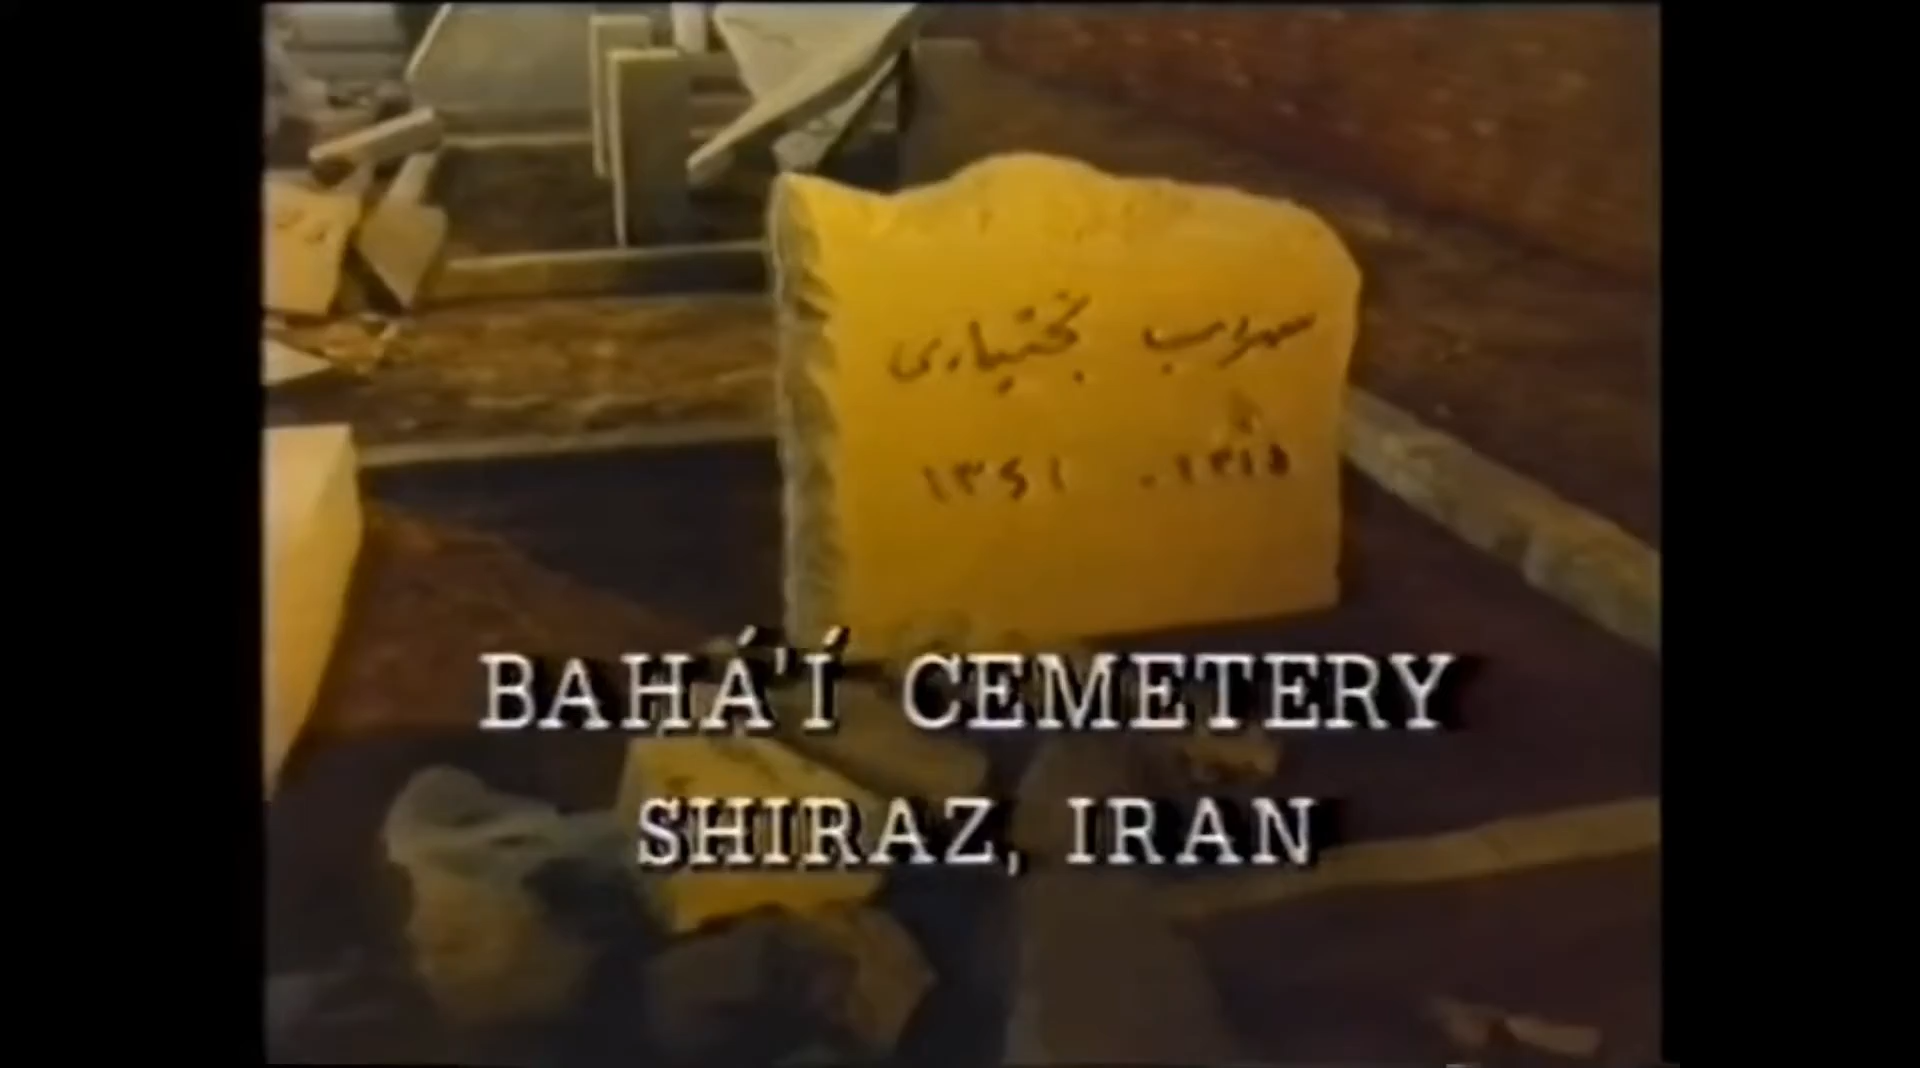 سهراب بختیاری
۱۳۱۵ - ۱۳۶۱
BAHÁ'Í CEMETERY
SHIRAZ, IRAN